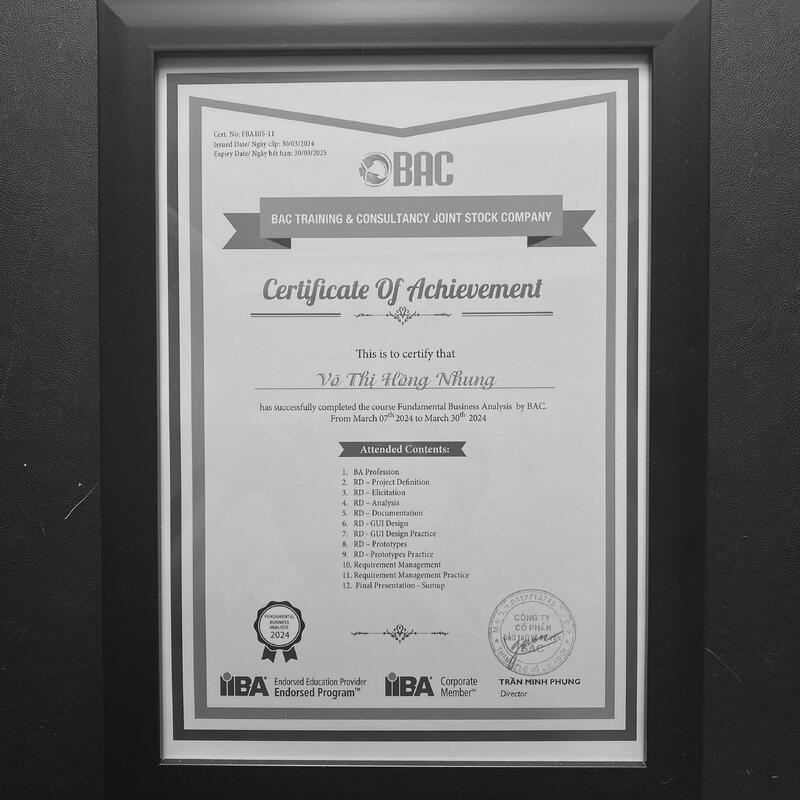 Cert. No: FBA105-11
Issued Date/ Ngày cấp: 30/03/2024
Expiry Date/ Ngày hết hạn: 30/03/2025
BAC
BAC TRAINING & CONSULTANCY JOINT STOCK COMPANY
Certificate Of Achievement
This is to certify that
Võ Thị Hồng Nhung
has successfully completed the course Fundamental Business Analysis by BAC.
From March 07th 2024 to March 30th 2024
Attended Contents:
1. BA Profession
2. RD – Project Definition
3. RD – Elicitation
4. RD – Analysis
5. RD – Documentation
6. RD - GUI Design
7. RD - GUI Design Practice
8. RD – Prototypes
9. RD - Prototypes Practice
10. Requirement Management
11. Requirement Management Practice
12. Final Presentation - Sumup
FUNDAMENTAL
BUSINESS
ANALYSIS
2024
CÔNG TY
CỔ PHẦN
ĐÀO TẠO VÀ TƯ VẤN
BAC
IIBA® Endorsed Education Provider
Endorsed Program™
IIBA® Corporate
Member™
TRẦN MINH PHỤNG
Director